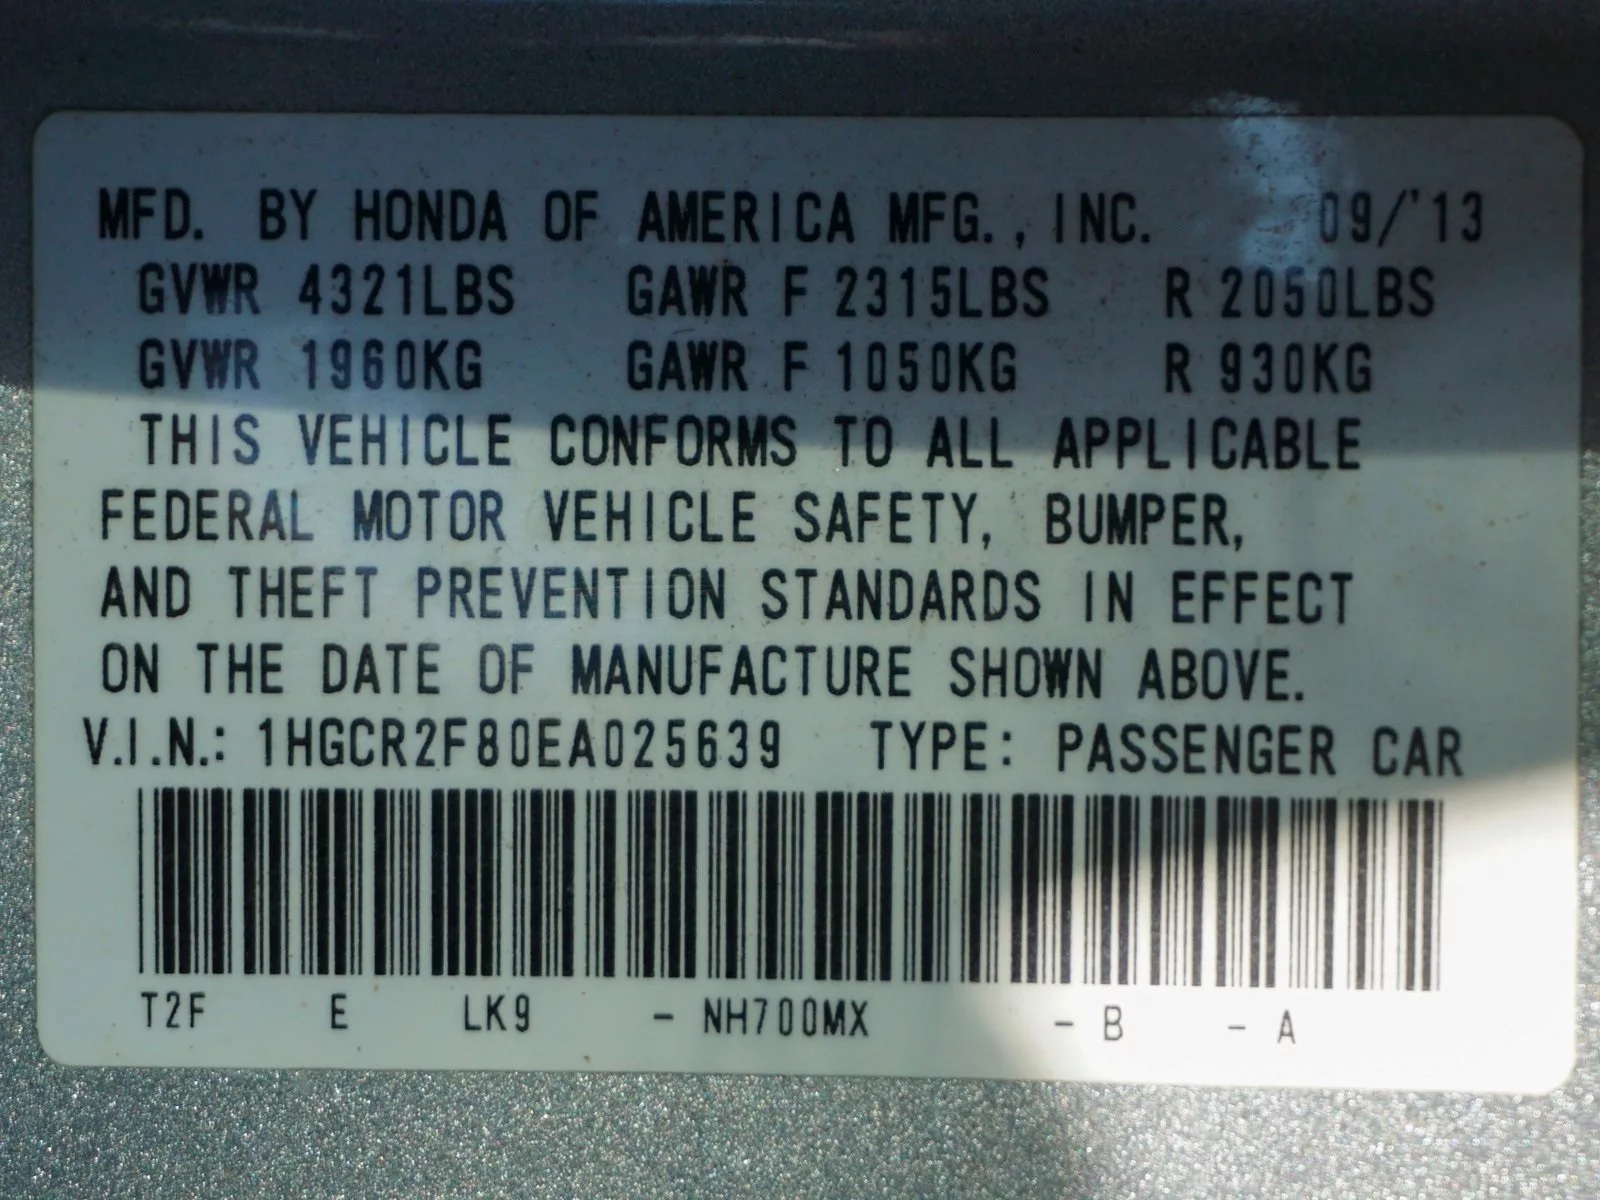 MFD. BY HONDA OF AMERICA MFG., INC. 09/'13
GVWR 4321LBS GAWR F 2315LBS R 2050LBS
GVWR 1960KG GAWR F 1050KG R 930KG
THIS VEHICLE CONFORMS TO ALL APPLICABLE
FEDERAL MOTOR VEHICLE SAFETY, BUMPER,
AND THEFT PREVENTION STANDARDS IN EFFECT
ON THE DATE OF MANUFACTURE SHOWN ABOVE.
V.I.N.: 1HGCR2F80EA025639 TYPE: PASSENGER CAR
T2F E LK9 - NH700MX - B - A